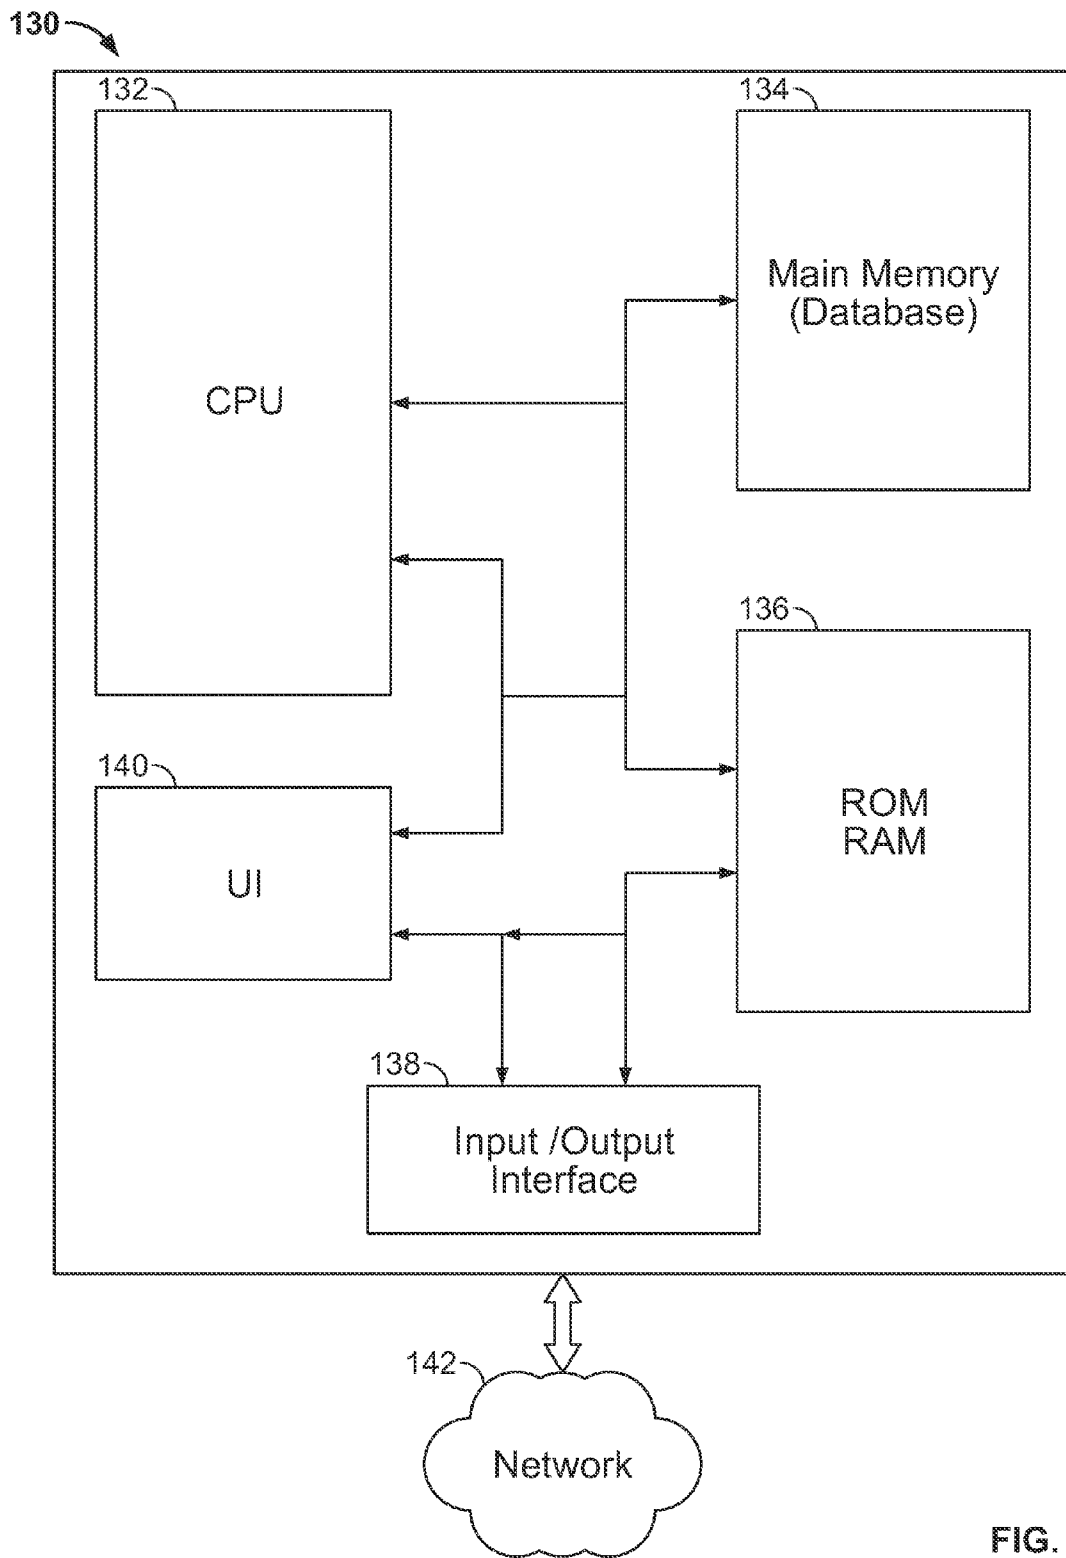 130
132
134
CPU
Main Memory
(Database)
136
140
UI
ROM
RAM
138
Input /Output
Interface
142
Network
FIG.